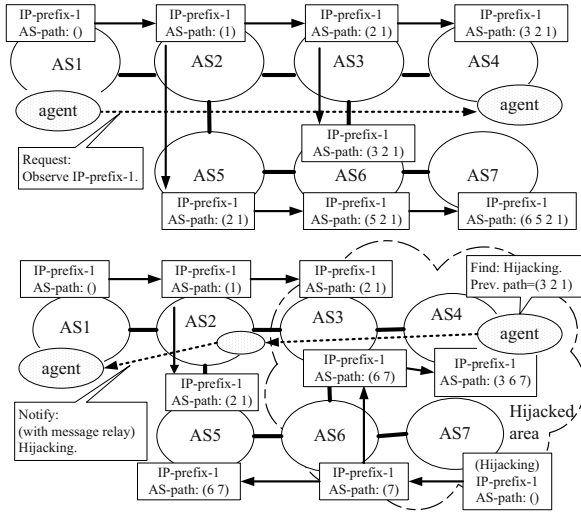 IP-prefix-1
AS-path: ()
IP-prefix-1
AS-path: (1)
IP-prefix-1
AS-path: (2 1)
IP-prefix-1
AS-path: (3 2 1)
AS1
AS2
AS3
AS4
agent
agent
IP-prefix-1
AS-path: (3 2 1)
Request:
Observe IP-prefix-1.
AS5
AS6
AS7
IP-prefix-1
AS-path: (2 1)
IP-prefix-1
AS-path: (5 2 1)
IP-prefix-1
AS-path: (6 5 2 1)
Find: Hijacking.
Prev. path=(3 2 1)
IP-prefix-1
AS-path: ()
IP-prefix-1
AS-path: (1)
IP-prefix-1
AS-path: (2 1)
AS1
AS2
AS3
AS4
agent
agent
IP-prefix-1
AS-path: (6 7)
IP-prefix-1
AS-path: (3 6 7)
IP-prefix-1
AS-path: (2 1)
Notify:
(with message relay)
Hijacking.
Hijacked
area
AS5
AS6
AS7
IP-prefix-1
AS-path: (6 7)
IP-prefix-1
AS-path: (7)
(Hijacking)
IP-prefix-1
AS-path: ()